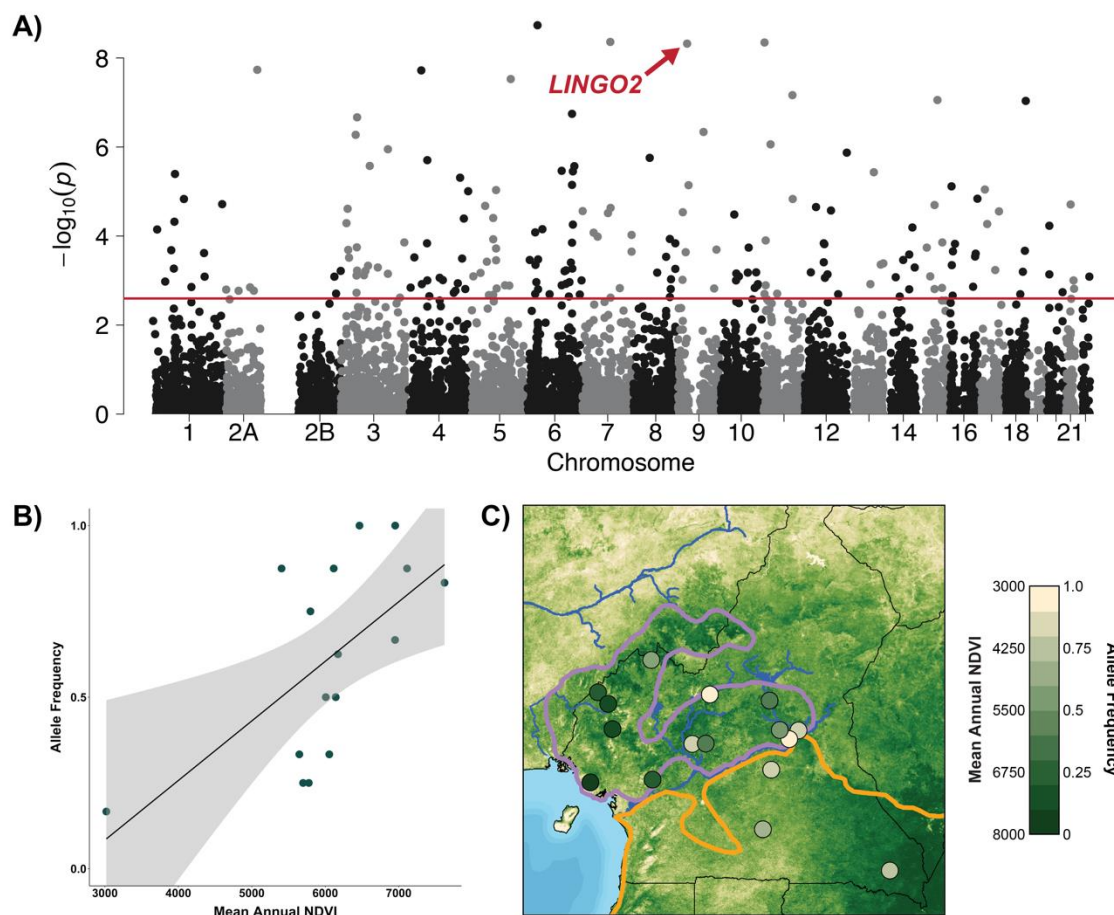 A)
8
6
4
2
0
−log10(p)
LINGO2
1 2A 2B 3 4 5 6 7 8 9 10 12 14 16 18 21
Chromosome
B)
1.0
0.5
0.0
Allele Frequency
3000 4000 5000 6000 7000
Mean Annual NDVI
C)
Mean Annual NDVI
3000 1.0
4250 0.75
5500 0.5
6750 0.25
8000 0
Allele Frequency